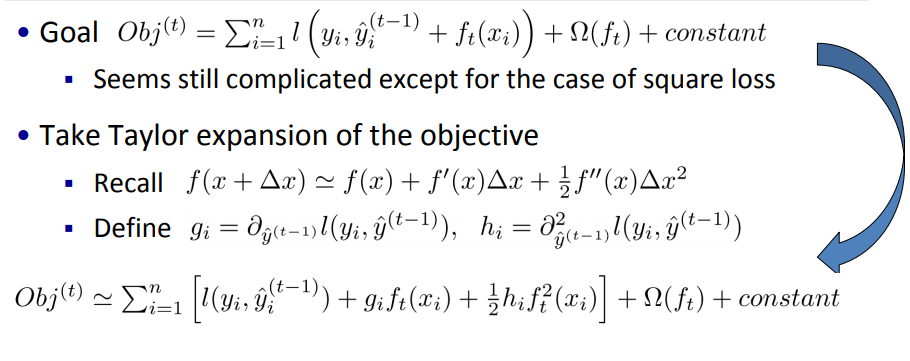 • Goal $Obj^{(t)} = \sum_{i=1}^{n} l\left(y_i, \hat{y}_i^{(t-1)} + f_t(x_i)\right) + \Omega(f_t) + constant$
▪ Seems still complicated except for the case of square loss
• Take Taylor expansion of the objective
▪ Recall $f(x + \Delta x) \simeq f(x) + f'(x)\Delta x + \frac{1}{2} f''(x)\Delta x^2$
▪ Define $g_i = \partial_{\hat{y}^{(t-1)}} l(y_i, \hat{y}^{(t-1)}), \ h_i = \partial^2_{\hat{y}^{(t-1)}} l(y_i, \hat{y}^{(t-1)})$
$Obj^{(t)} \simeq \sum_{i=1}^{n} \left[ l(y_i, \hat{y}_i^{(t-1)}) + g_i f_t(x_i) + \frac{1}{2} h_i f_t^2(x_i) \right] + \Omega(f_t) + constant$